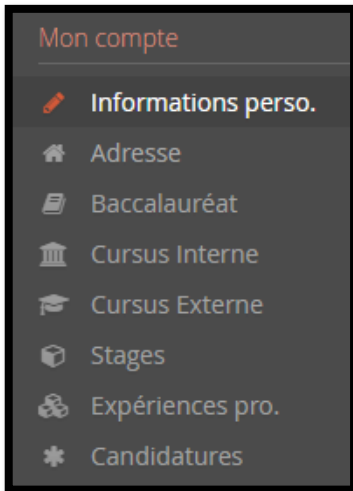 Mon compte
Informations perso.
Adresse
Baccalauréat
Cursus Interne
Cursus Externe
Stages
Expériences pro.
Candidatures